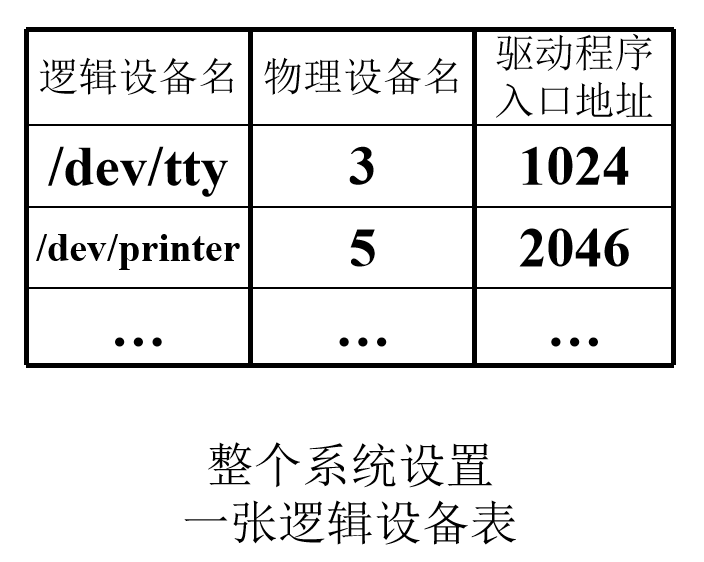 逻辑设备名 物理设备名 驱动程序入口地址
/dev/tty 3 1024
/dev/printer 5 2046
… … …
整个系统设置
一张逻辑设备表